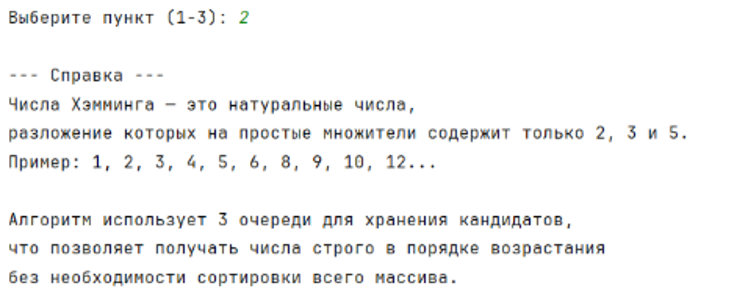 Выберите пункт (1-3): 2
--- Справка ---
Числа Хэмминга — это натуральные числа,
разложение которых на простые множители содержит только 2, 3 и 5.
Пример: 1, 2, 3, 4, 5, 6, 8, 9, 10, 12...
Алгоритм использует 3 очереди для хранения кандидатов,
что позволяет получать числа строго в порядке возрастания
без необходимости сортировки всего массива.